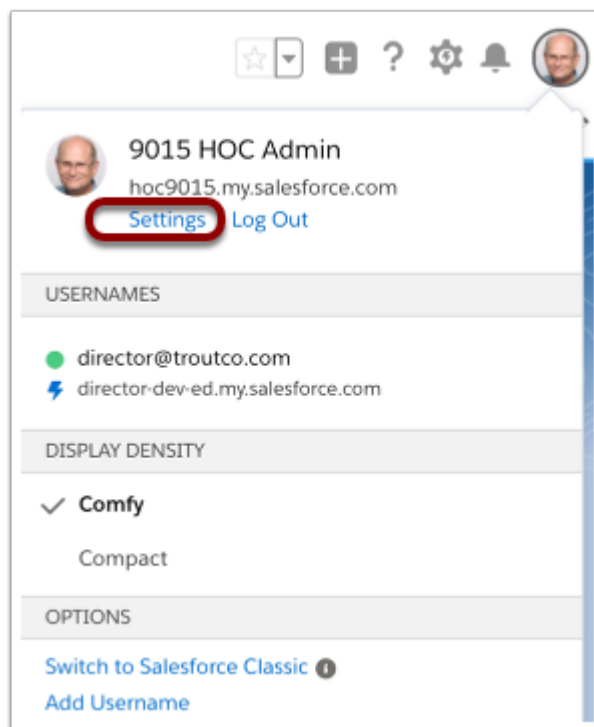 ?
9015 HOC Admin
hoc9015.my.salesforce.com
Settings Log Out
USERNAMES
director@troutco.com
director-dev-ed.my.salesforce.com
DISPLAY DENSITY
Comfy
Compact
OPTIONS
Switch to Salesforce Classic
Add Username